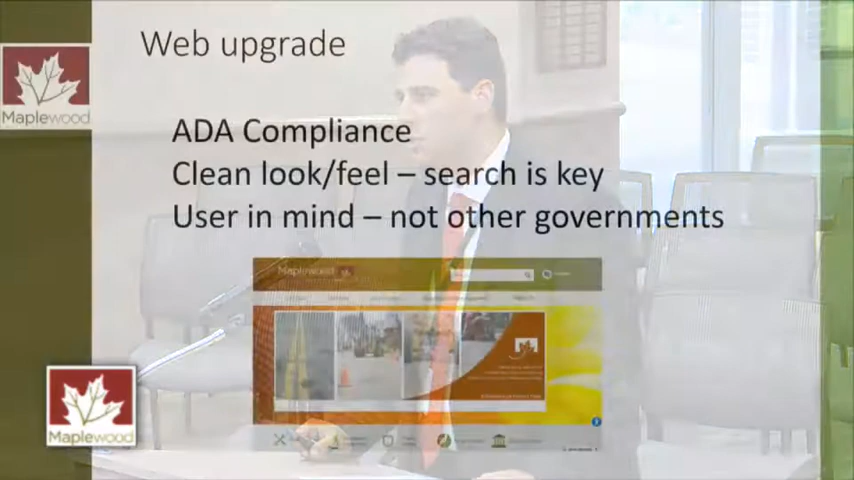 Web upgrade
Maplewood
ADA Compliance
Clean look/feel – search is key
User in mind – not other governments
Maplewood
Maplewood